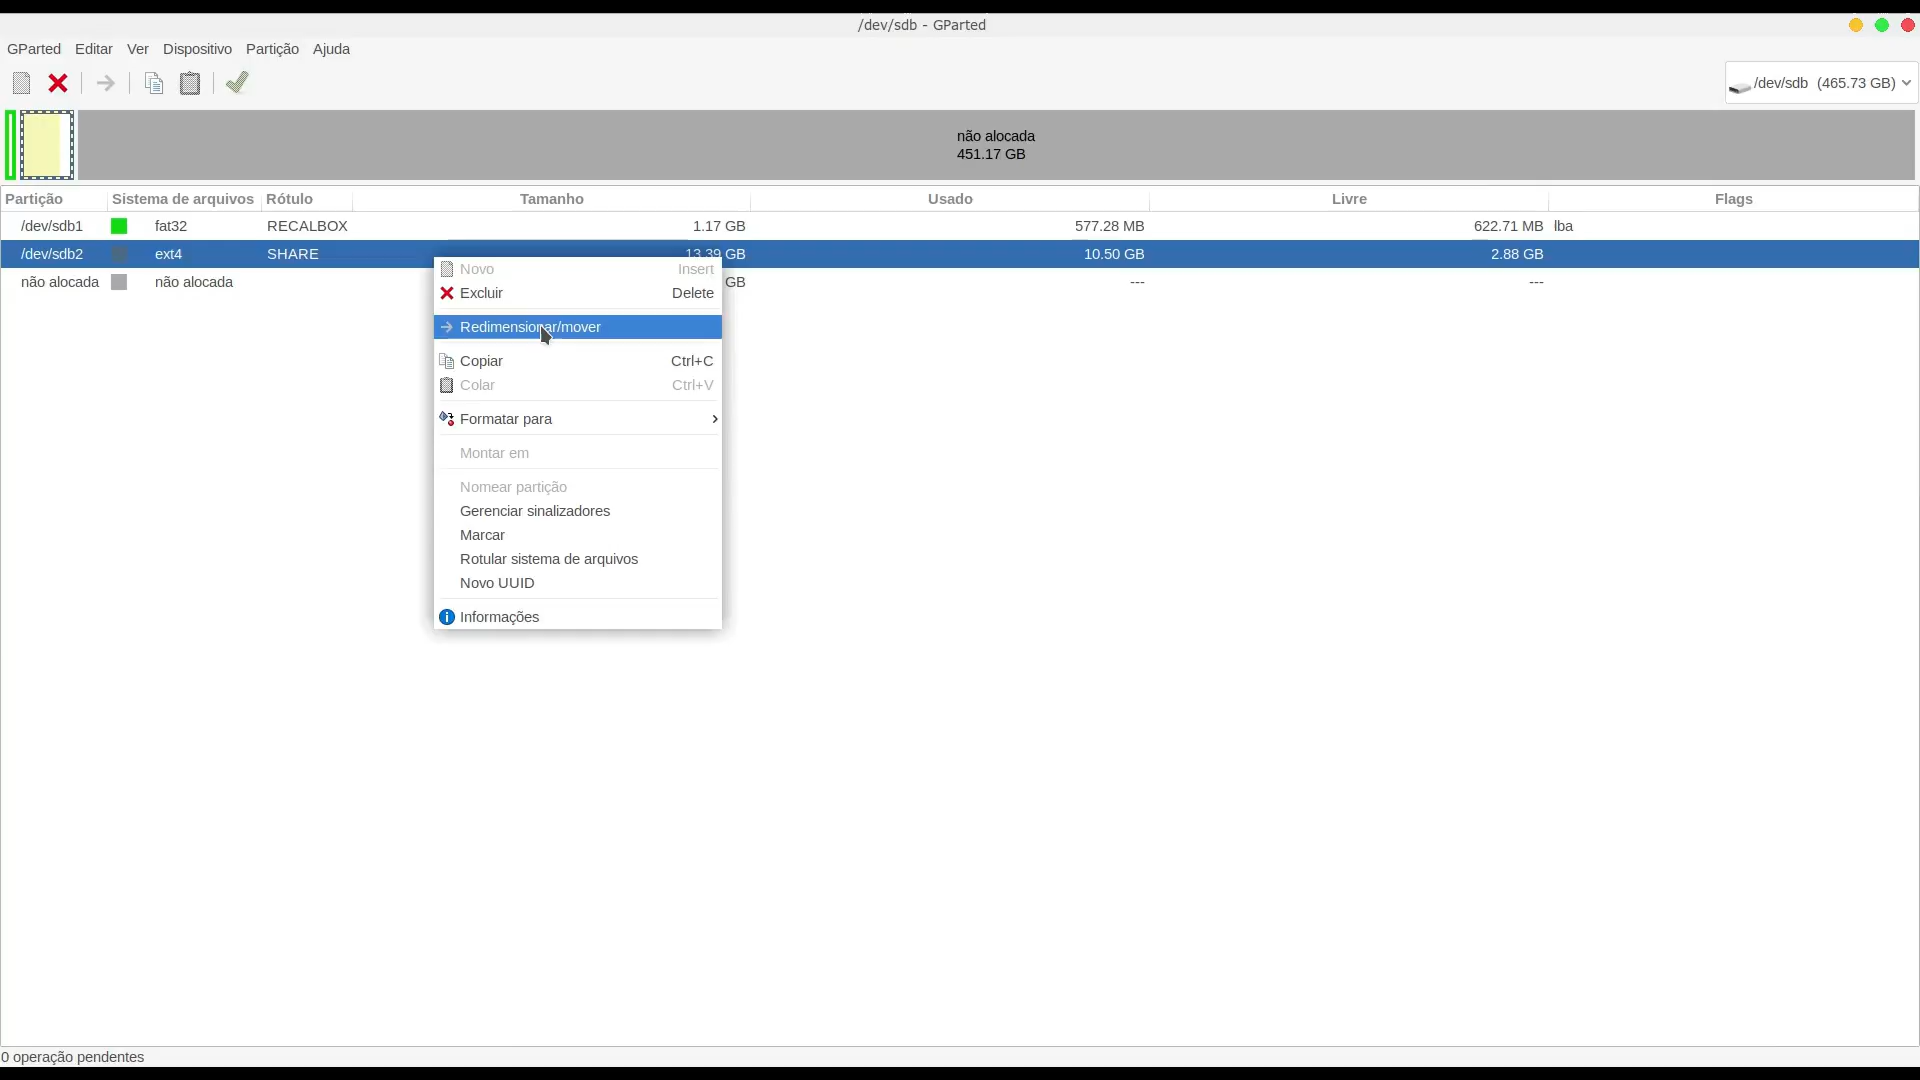 /dev/sdb - GParted
GParted Editar Ver Dispositivo Partição Ajuda
/dev/sdb (465.73 GB)
não alocada
451.17 GB
Partição Sistema de arquivos Rótulo Tamanho Usado Livre Flags
/dev/sdb1 fat32 RECALBOX 1.17 GB 577.28 MB 622.71 MB lba
/dev/sdb2 ext4 SHARE 13.39 GB 10.50 GB 2.88 GB
não alocada não alocada GB --- ---
Novo Insert
Excluir Delete
Redimensionar/mover
Copiar Ctrl+C
Colar Ctrl+V
Formatar para
Montar em
Nomear partição
Gerenciar sinalizadores
Marcar
Rotular sistema de arquivos
Novo UUID
Informações
0 operação pendentes